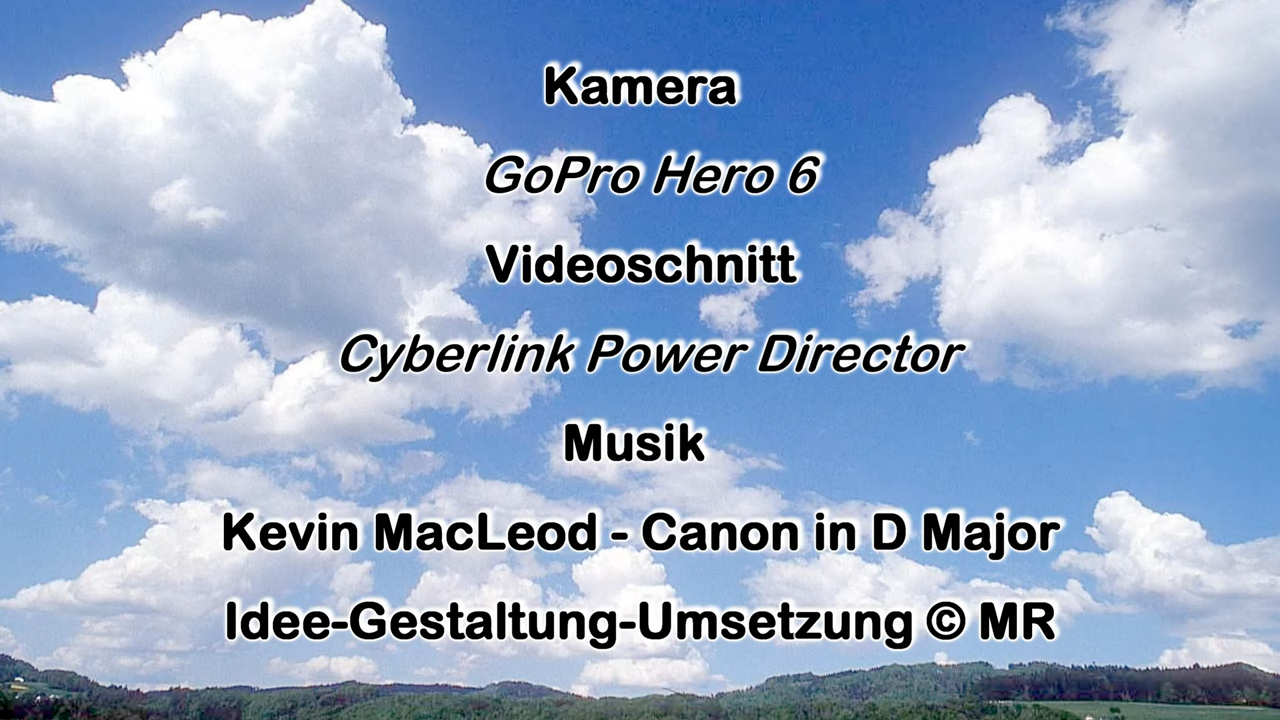 Kamera
GoPro Hero 6
Videoschnitt
Cyberlink Power Director
Musik
Kevin MacLeod - Canon in D Major
Idee-Gestaltung-Umsetzung © MR